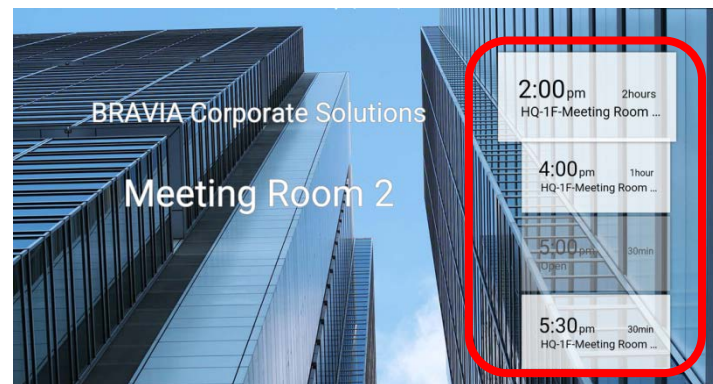 BRAVIA Corporate Solutions
Meeting Room 2
2:00pm 2hours
HQ-1F-Meeting Room ...
4:00pm 1hour
HQ-1F-Meeting Room ...
5:00pm 30min
Open
5:30pm 30min
HQ-1F-Meeting Room ...